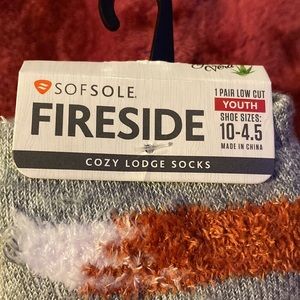 SOFSOLE.
1 PAIR LOW CUT
YOUTH
FIRESIDE
SHOE SIZES:
10-4.5
MADE IN CHINA
COZY LODGE SOCKS